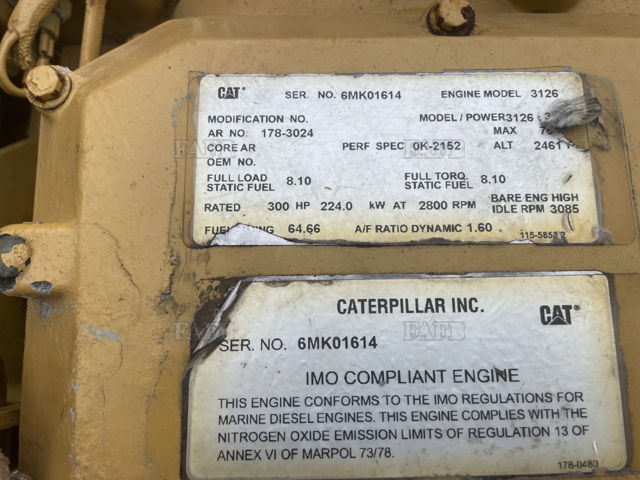 CAT® SER. NO. 6MK01614 ENGINE MODEL 3126
MODIFICATION NO. MODEL/POWER3126
AR NO. 178-3024 MAX
CORE AR PERF SPEC 0K-2152 ALT 2461
OEM NO.
FULL LOAD STATIC FUEL 8.10 FULL TORQ. STATIC FUEL 8.10
RATED 300 HP 224.0 kW AT 2800 RPM BARE ENG HIGH IDLE RPM 3085
64.66 A/F RATIO DYNAMIC 1.60
115-5852 2
CATERPILLAR INC. CAT®
SER. NO. 6MK01614
IMO COMPLIANT ENGINE
THIS ENGINE CONFORMS TO THE IMO REGULATIONS FOR
MARINE DIESEL ENGINES. THIS ENGINE COMPLIES WITH THE
NITROGEN OXIDE EMISSION LIMITS OF REGULATION 13 OF
ANNEX VI OF MARPOL 73/78.
178-0480